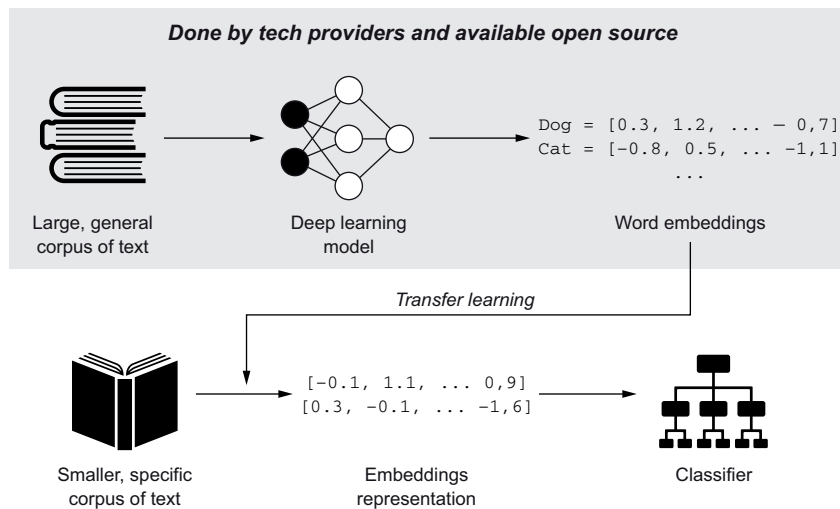 Done by tech providers and available open source
Dog = [0.3, 1.2, ... — 0,7]
Cat = [−0.8, 0.5, ... −1,1]
...
Large, general
corpus of text
Deep learning
model
Word embeddings
Transfer learning
[−0.1, 1.1, ... 0,9]
[0.3, −0.1, ... −1,6]
Smaller, specific
corpus of text
Embeddings
representation
Classifier